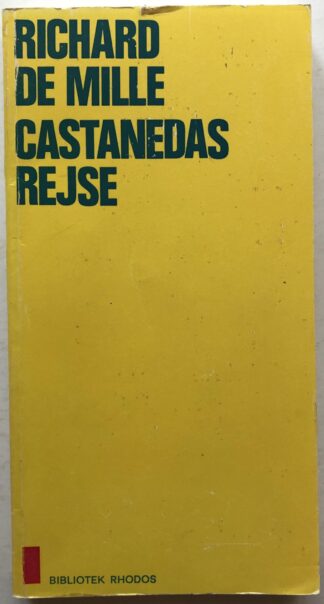 RICHARD
DE MILLE
CASTANEDAS
REJSE
BIBLIOTEK RHODOS